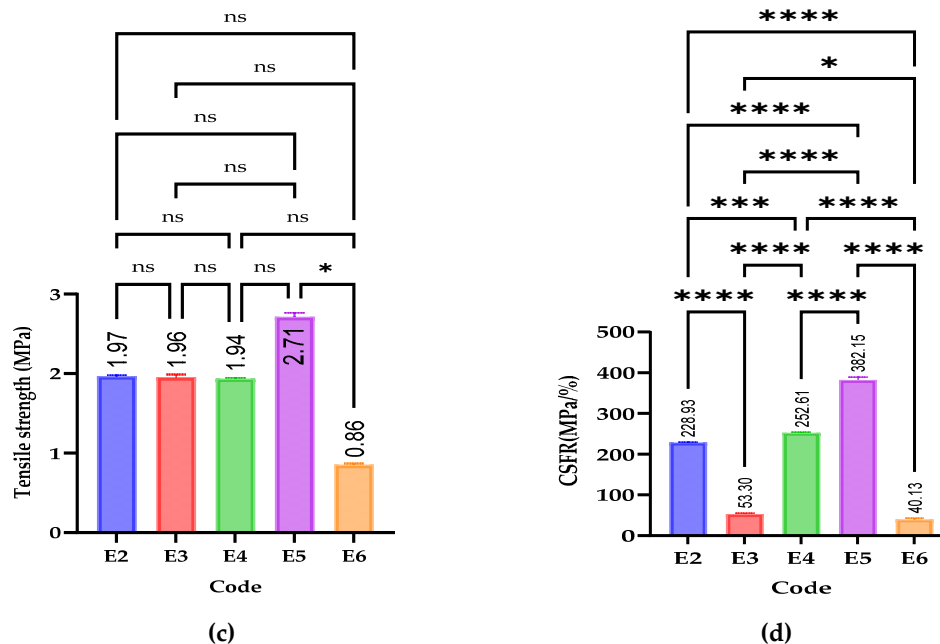 ns
ns
ns
ns
ns
ns
ns
ns
ns
*
3
2
1
0
Tensile strength (MPa)
1.97
1.96
1.94
2.71
0.86
E2
E3
E4
E5
E6
Code
(c)
****
*
****
****
***
****
****
****
****
****
500
400
300
200
100
0
CSFR(MPa/%)
228.93
53.30
252.61
382.15
40.13
E2
E3
E4
E5
E6
Code
(d)